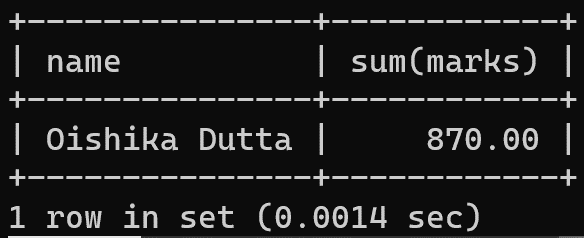 +---------------+------------+
| name          | sum(marks) |
+---------------+------------+
| Oishika Dutta |     870.00 |
+---------------+------------+
1 row in set (0.0014 sec)